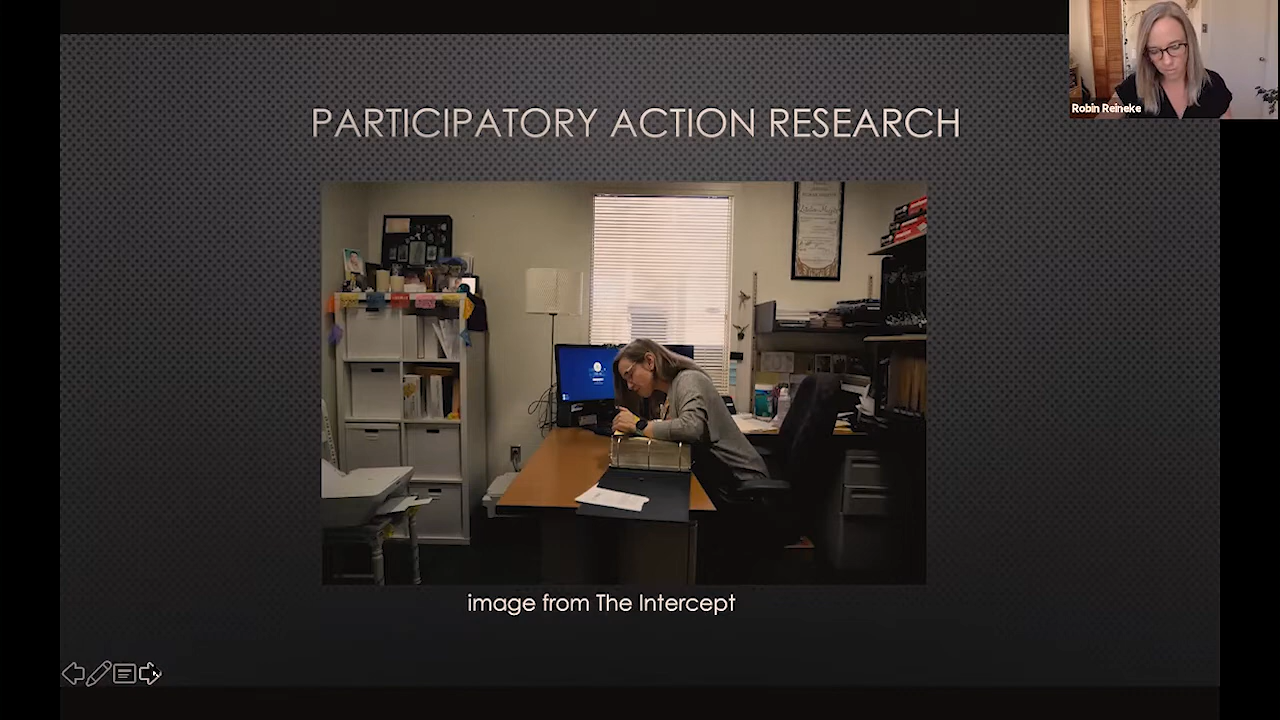 PARTICIPATORY ACTION RESEARCH
Robin Reineke
image from The Intercept